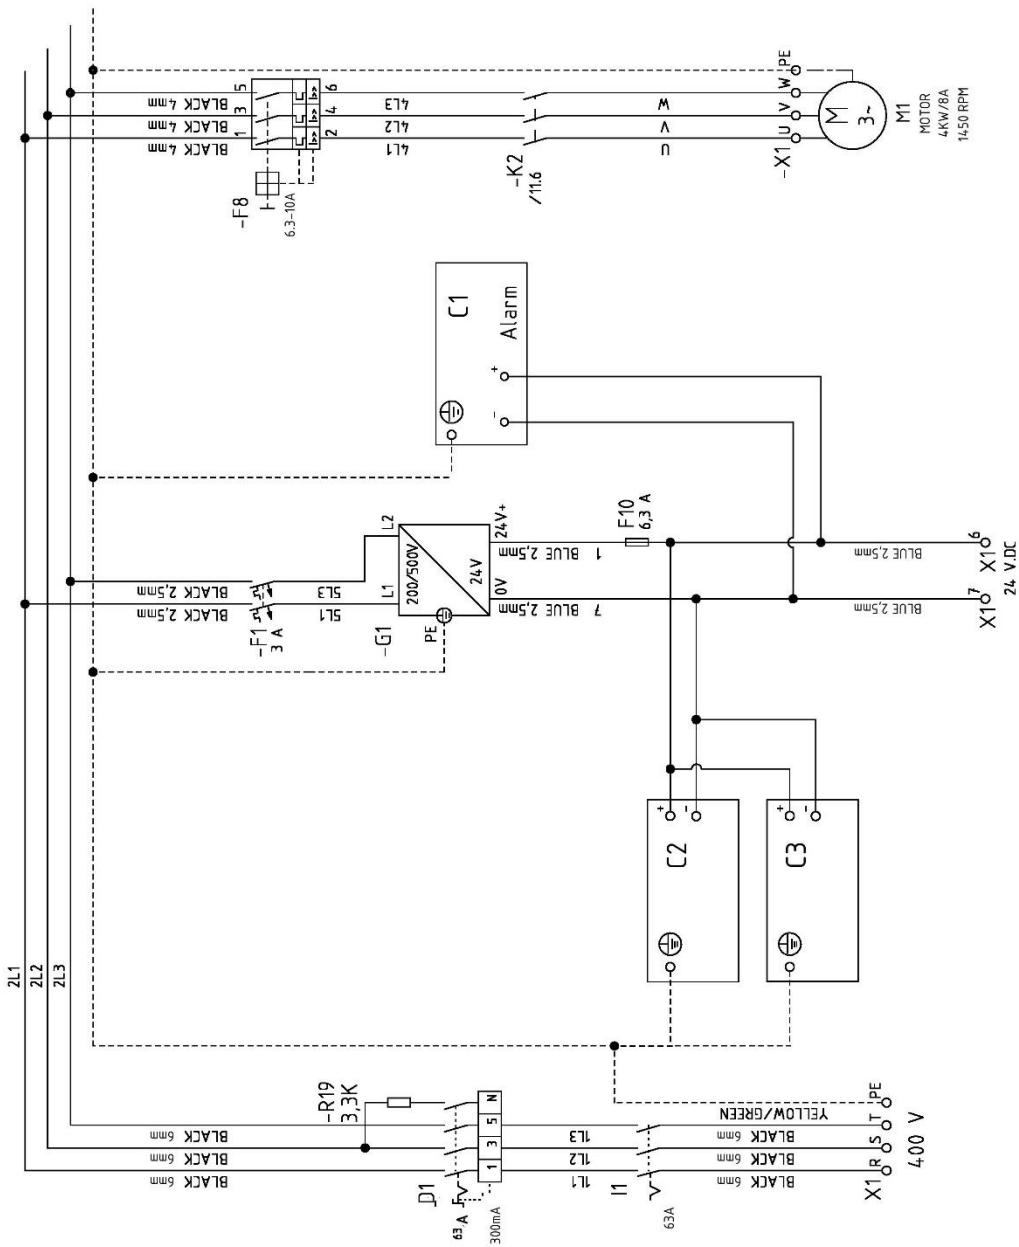 2L1
2L2
2L3
X1
R
S
T
PE
400 V
BLACK 6mm
BLACK 6mm
BLACK 6mm
YELLOW/GREEN
I1
63A
1L1
1L2
1L3
D1
63 A
300mA
1
3
5
N
-R19
3,3K
BLACK 6mm
BLACK 6mm
BLACK 6mm
C2
+
-
C3
+
-
BLACK 2,5mm
BLACK 2,5mm
-F1
3 A
5L1
5L3
-G1
PE
L1
L2
200/500V
24V
0V
24V+
7 BLUE 2,5mm
1 BLUE 2,5mm
F10
6,3 A
BLUE 2,5mm
BLUE 2,5mm
X1
7
X1
6
24 V.DC
C1
Alarm
-
+
BLACK 4mm
BLACK 4mm
BLACK 4mm
-F8
6.3-10A
1
3
5
I>
I>
I>
2
4
6
4L1
4L2
4L3
-K2
/11.6
U
V
W
-X1
U
V
W
PE
M
3~
M1
MOTOR
4KW/8A
1450 RPM